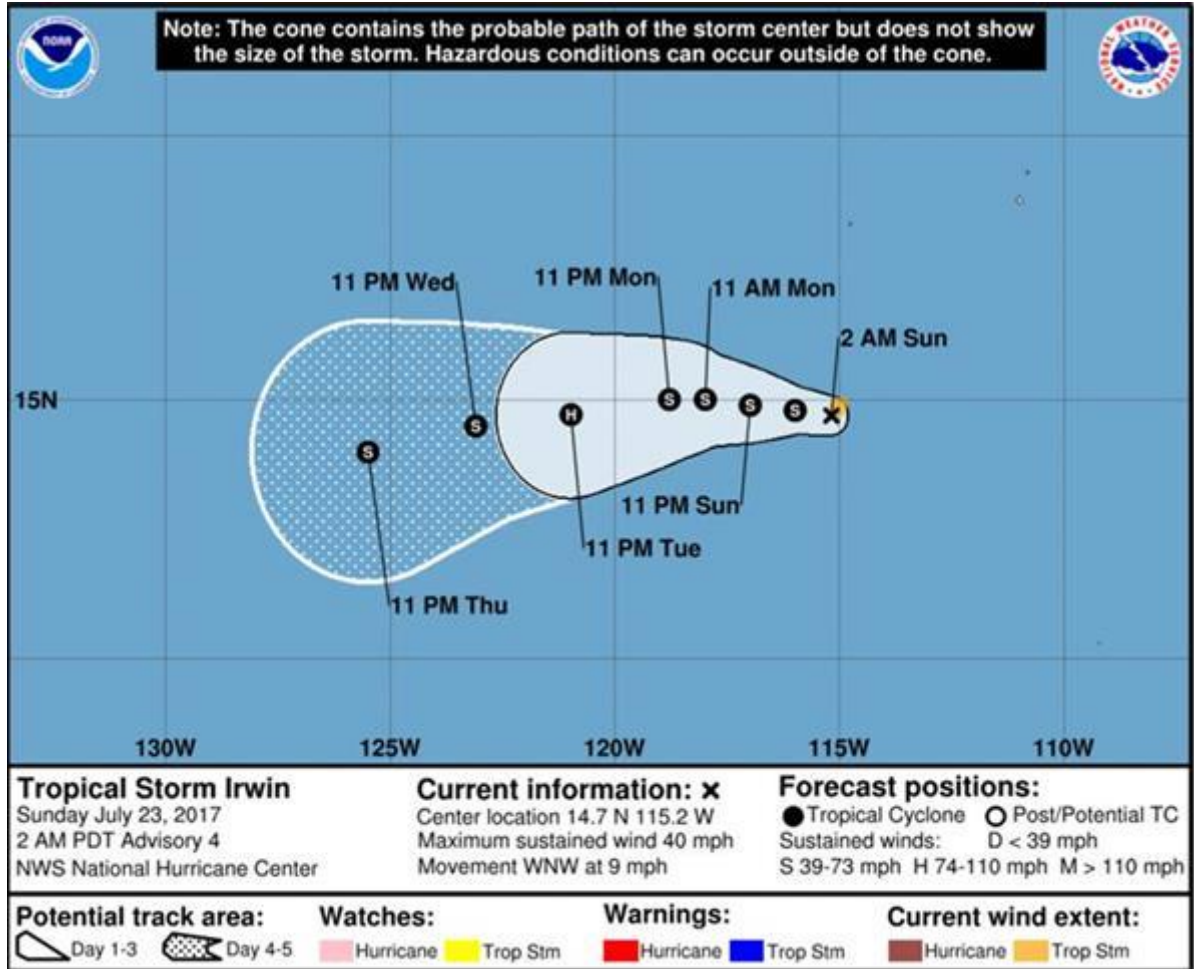 Note: The cone contains the probable path of the storm center but does not show
the size of the storm. Hazardous conditions can occur outside of the cone.
NOAA
NATIONAL WEATHER SERVICE
11 PM Wed
11 PM Mon
11 AM Mon
2 AM Sun
15N
S
S
H
S
S
S
S
11 PM Sun
11 PM Tue
11 PM Thu
130W
125W
120W
115W
110W
Tropical Storm Irwin
Sunday July 23, 2017
2 AM PDT Advisory 4
NWS National Hurricane Center
Current information: x
Center location 14.7 N 115.2 W
Maximum sustained wind 40 mph
Movement WNW at 9 mph
Forecast positions:
Tropical Cyclone Post/Potential TC
Sustained winds: D < 39 mph
S 39-73 mph H 74-110 mph M > 110 mph
Potential track area:
Day 1-3 Day 4-5
Watches:
Hurricane Trop Stm
Warnings:
Hurricane Trop Stm
Current wind extent:
Hurricane Trop Stm